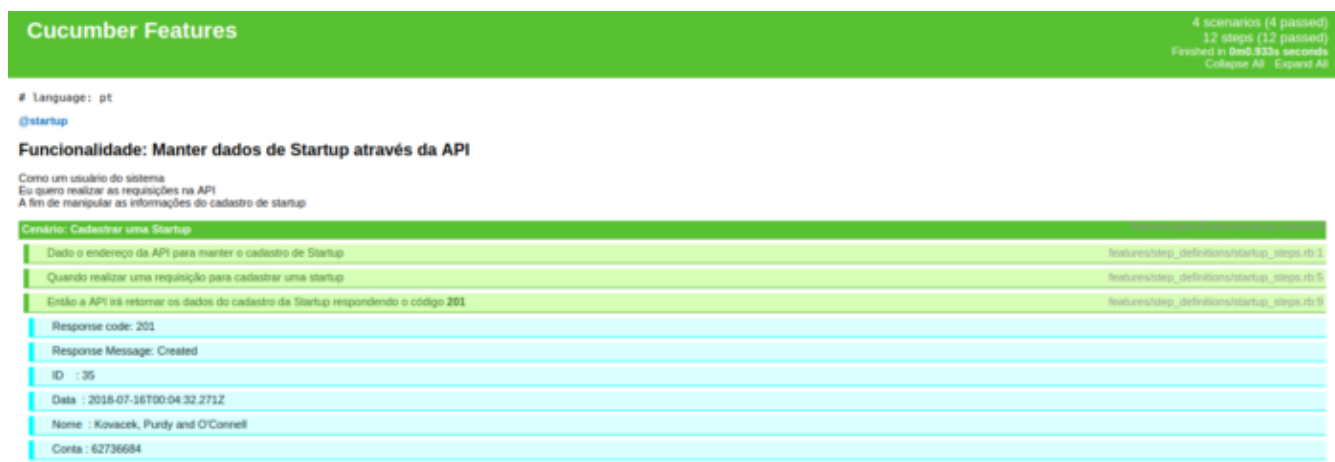 Cucumber Features
4 scenarios (4 passed)
12 steps (12 passed)
Finished in 0m0.933s seconds
Collapse All Expand All
# language: pt
@startup
Funcionalidade: Manter dados de Startup através da API
Como um usuário do sistema
Eu quero realizar as requisições na API
A fim de manipular as informações do cadastro de startup
Cenário: Cadastrar uma Startup
Dado o endereço da API para manter o cadastro de Startup features/step_definitions/startup_steps.rb:1
Quando realizar uma requisição para cadastrar uma startup features/step_definitions/startup_steps.rb:5
Então a API irá retornar os dados do cadastro da Startup respondendo o código 201 features/step_definitions/startup_steps.rb:9
Response code: 201
Response Message: Created
ID : 35
Data : 2018-07-16T00:04:32.271Z
Nome : Kovacek, Purdy and O'Connell
Conta : 62736684